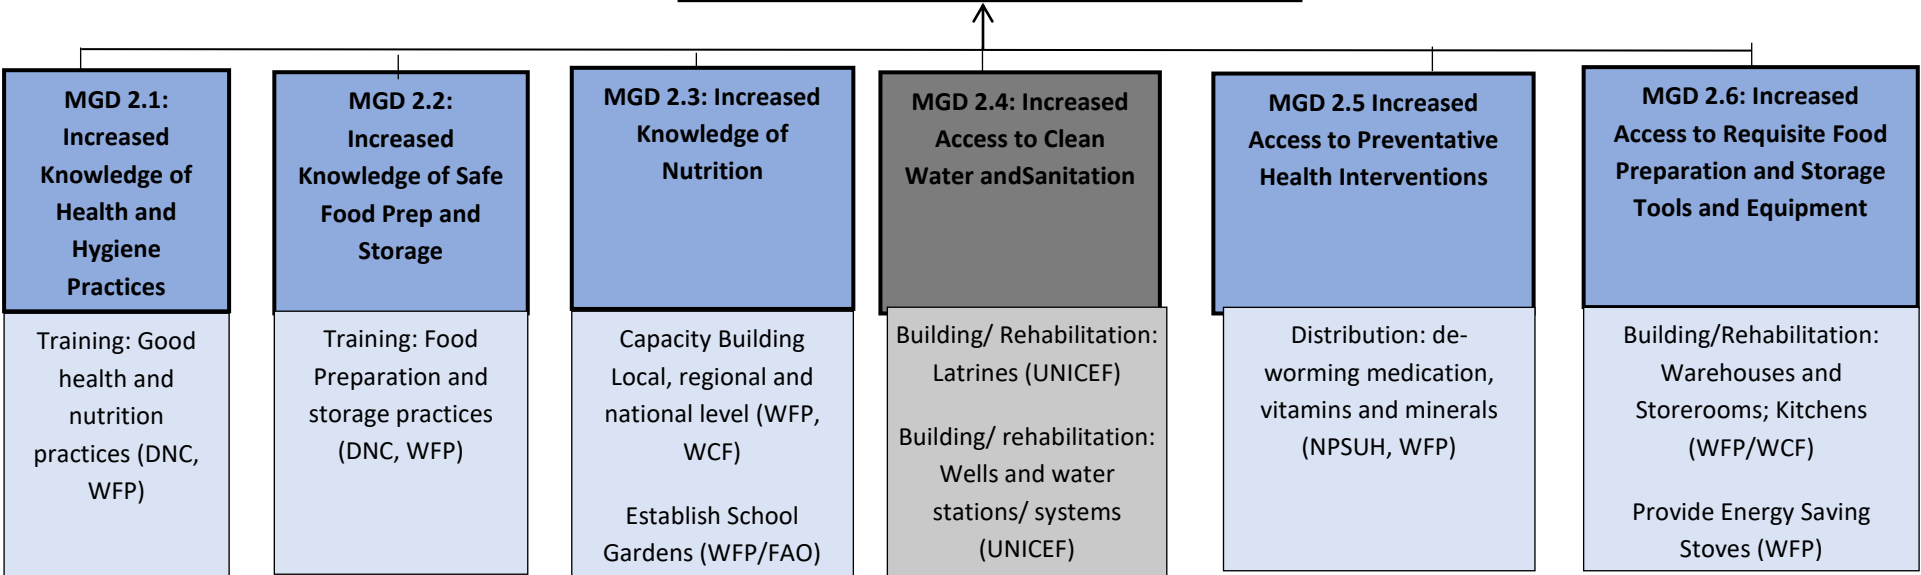 MGD 2.1:
Increased
Knowledge of
Health and
Hygiene
Practices
Training: Good
health and
nutrition
practices (DNC,
WFP)
MGD 2.2:
Increased
Knowledge of Safe
Food Prep and
Storage
Training: Food
Preparation and
storage practices
(DNC, WFP)
MGD 2.3: Increased
Knowledge of
Nutrition
Capacity Building
Local, regional and
national level (WFP,
WCF)
Establish School
Gardens (WFP/FAO)
MGD 2.4: Increased
Access to Clean
Water andSanitation
Building/ Rehabilitation:
Latrines (UNICEF)
Building/ rehabilitation:
Wells and water
stations/ systems
(UNICEF)
MGD 2.5 Increased
Access to Preventative
Health Interventions
Distribution: de-
worming medication,
vitamins and minerals
(NPSUH, WFP)
MGD 2.6: Increased
Access to Requisite Food
Preparation and Storage
Tools and Equipment
Building/Rehabilitation:
Warehouses and
Storerooms; Kitchens
(WFP/WCF)
Provide Energy Saving
Stoves (WFP)